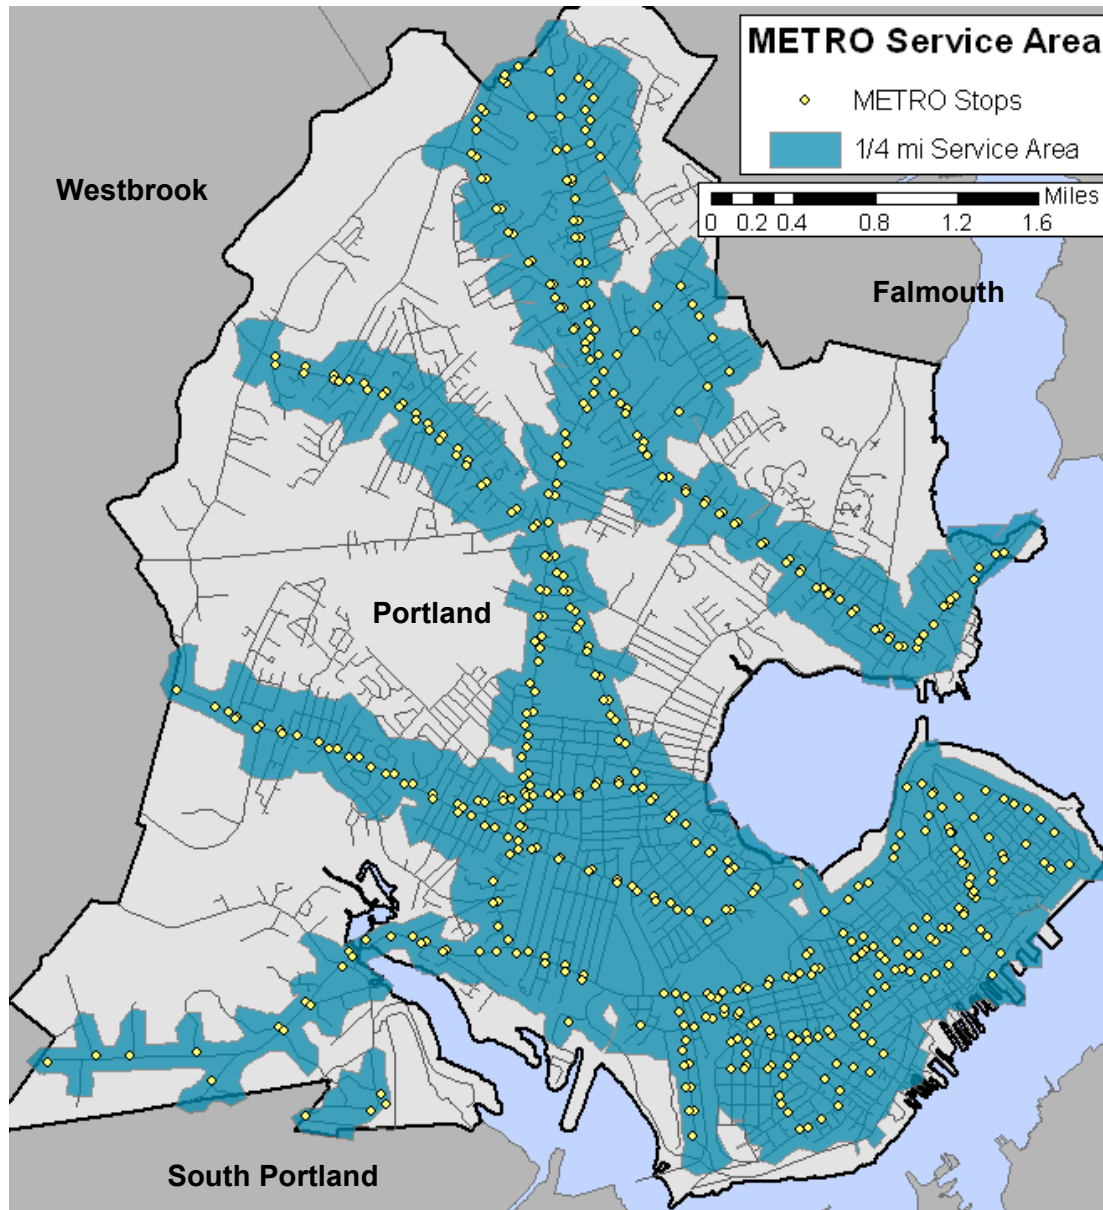 METRO Service Area
METRO Stops
1/4 mi Service Area
Westbrook
Miles
0 0.2 0.4 0.8 1.2 1.6
Falmouth
Portland
South Portland